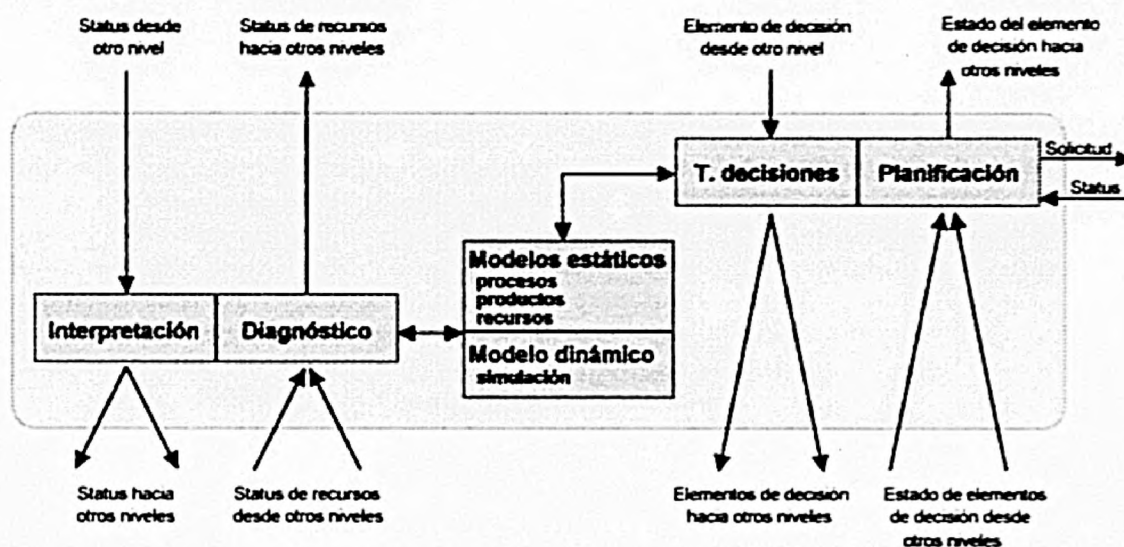 Status desde
otro nivel
Status de recursos
hacia otros niveles
Elemento de decisión
desde otro nivel
Estado del elemento
de decisión hacia
otros niveles
T. decisiones
Planificación
Solicitud
Status
Modelos estáticos
procesos
productos
recursos
Interpretación
Diagnóstico
Modelo dinámico
simulación
Status hacia
otros niveles
Status de recursos
desde otros niveles
Elementos de decisión
hacia otros niveles
Estado de elementos
de decisión desde
otros niveles